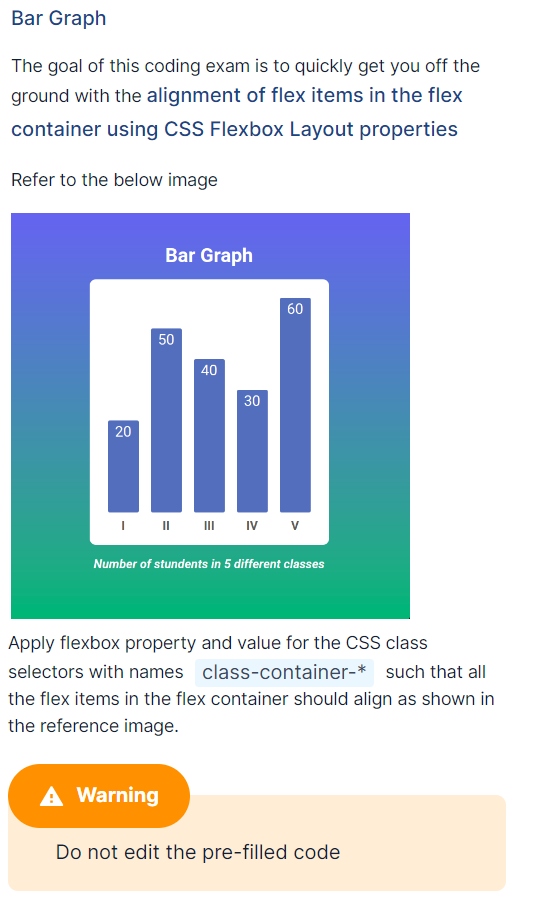 Bar Graph
The goal of this coding exam is to quickly get you off the
ground with the alignment of flex items in the flex
container using CSS Flexbox Layout properties
Refer to the below image
Bar Graph
60
50
40
30
20
I II III IV V
Number of stundents in 5 different classes
Apply flexbox property and value for the CSS class
selectors with names class-container-* such that all
the flex items in the flex container should align as shown in
the reference image.
Warning
Do not edit the pre-filled code